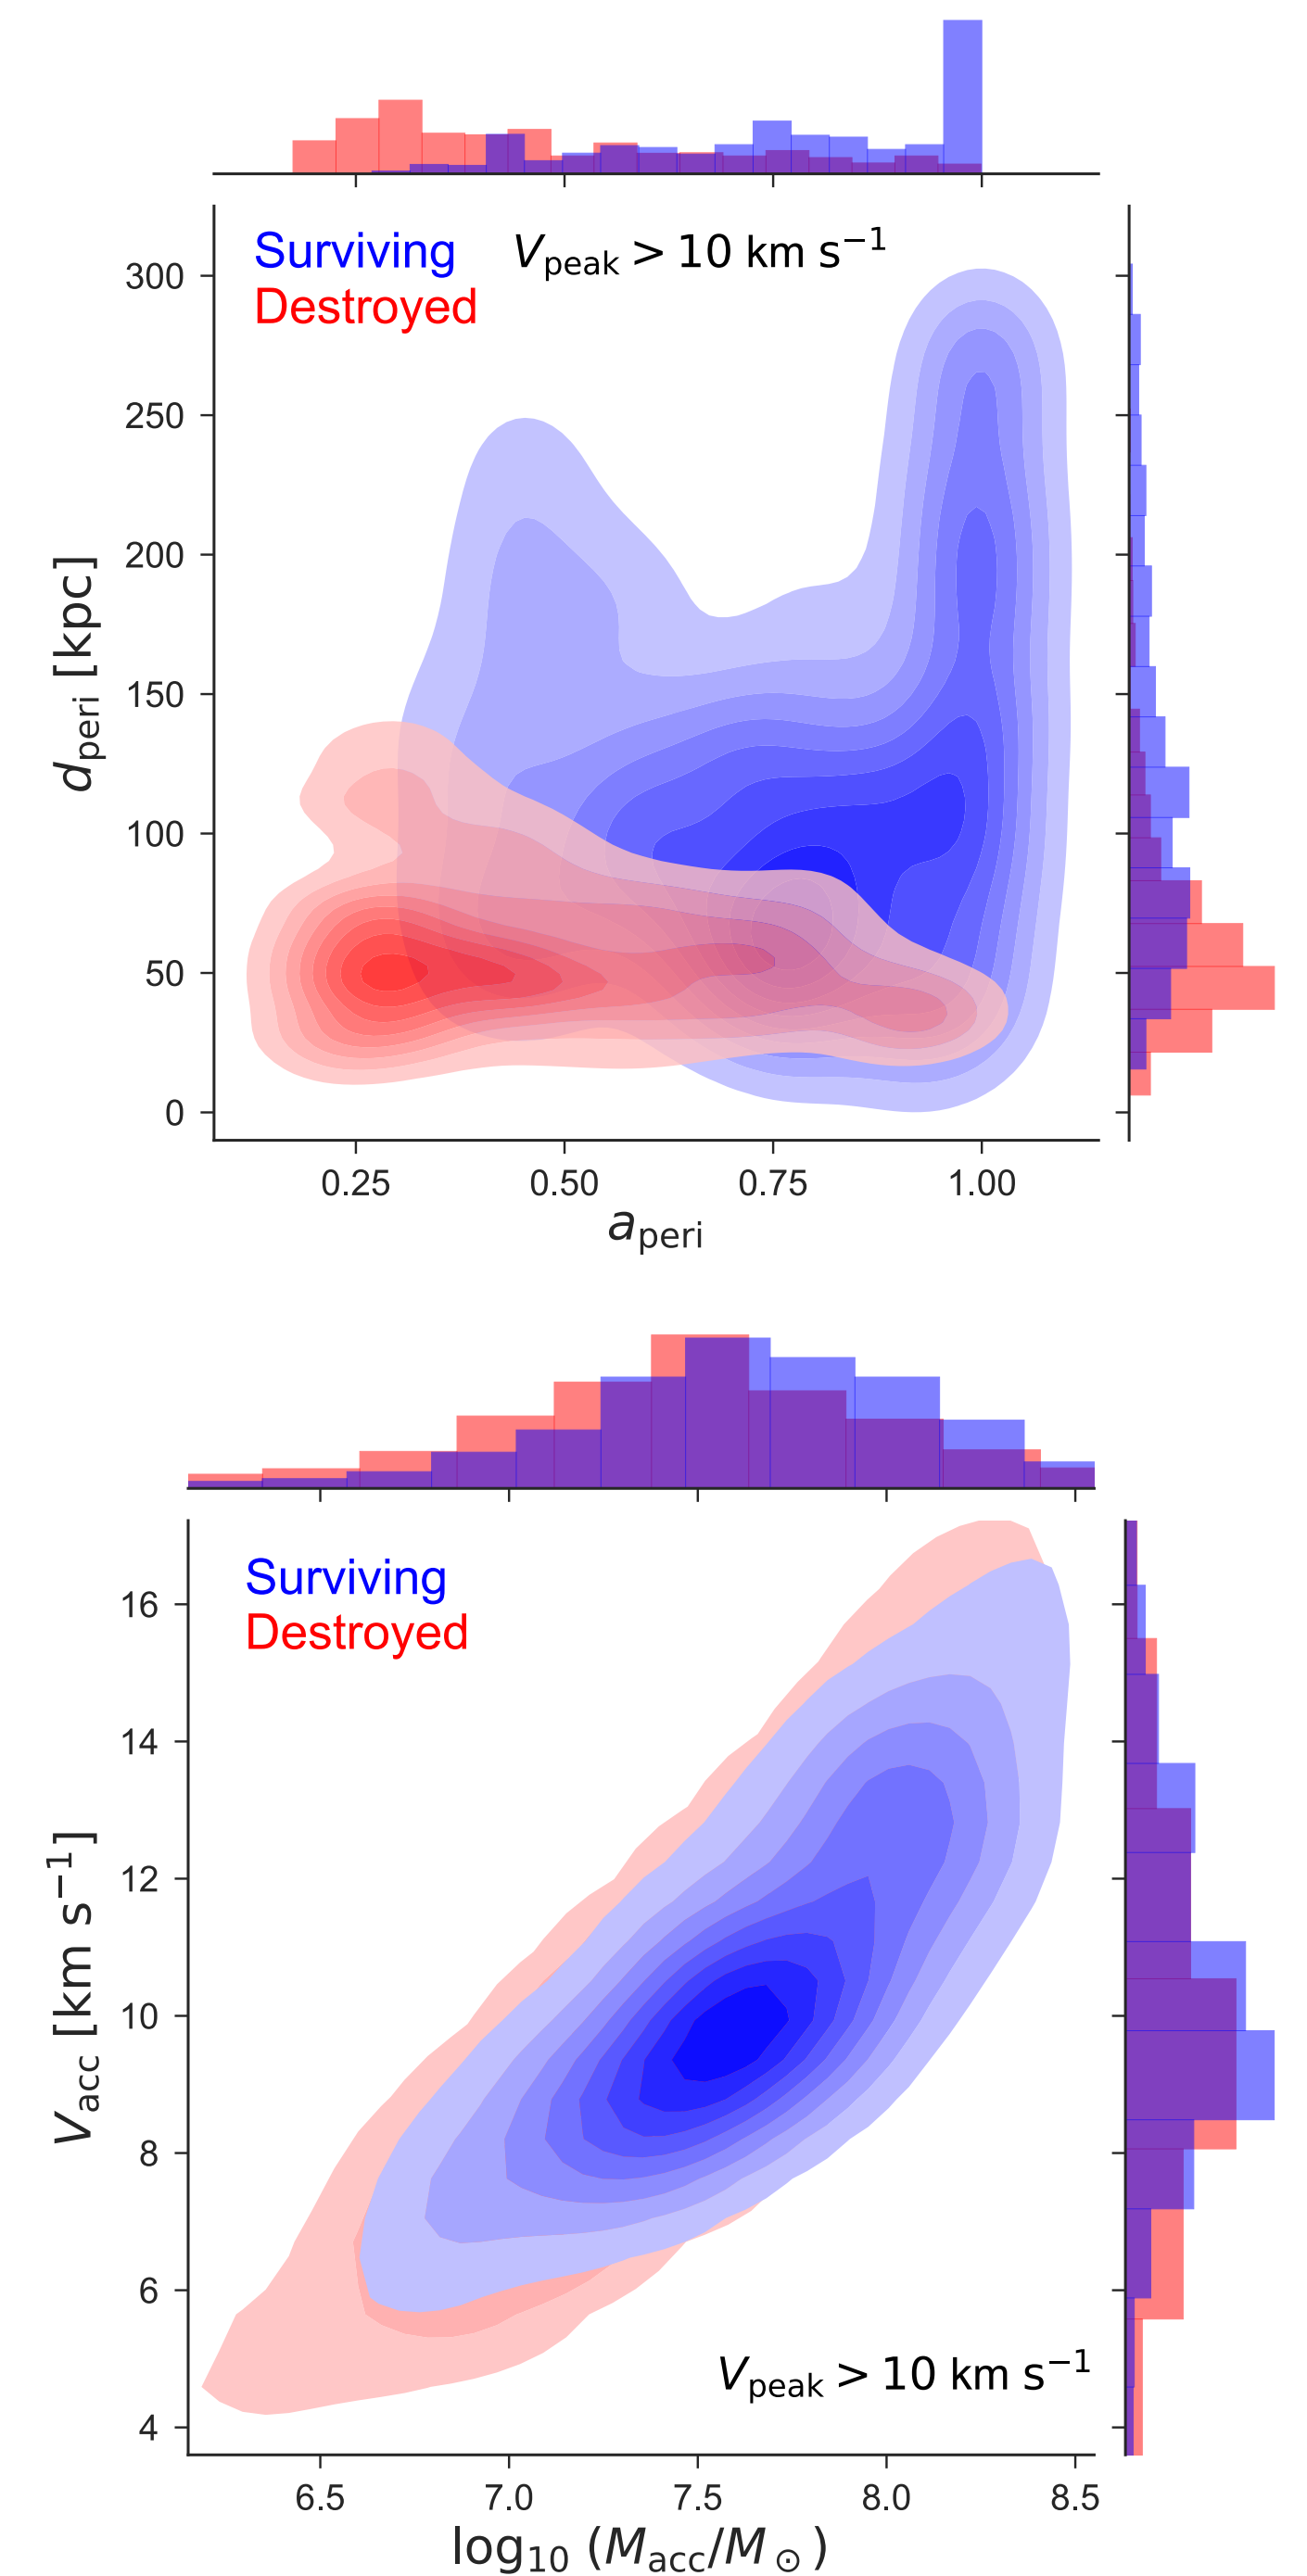 Surviving V_peak > 10 km s⁻¹
Destroyed
300
250
200
150
100
50
0
d_peri [kpc]
0.25 0.50 0.75 1.00
a_peri
Surviving
Destroyed
16
14
12
10
8
6
4
V_acc [km s⁻¹]
V_peak > 10 km s⁻¹
6.5 7.0 7.5 8.0 8.5
log₁₀ (M_acc/M_⊙)